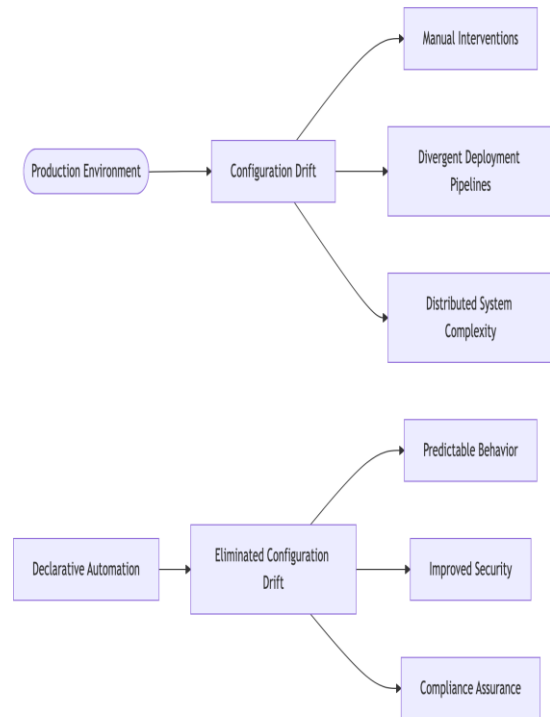 Manual Interventions
Production Environment
Configuration Drift
Divergent Deployment
Pipelines
Distributed System
Complexity
Predictable Behavior
Declarative Automation
Eliminated Configuration
Drift
Improved Security
Compliance Assurance